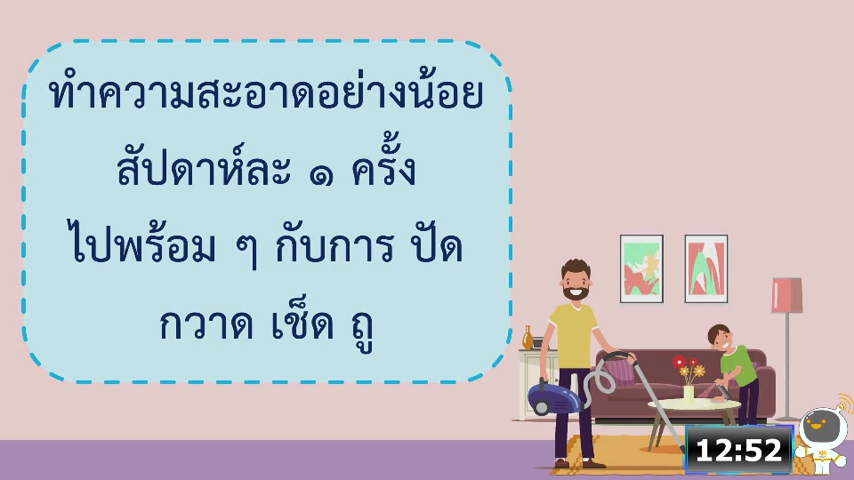 ทำความสะอาดอย่างน้อย
สัปดาห์ละ ๑ ครั้ง
ไปพร้อม ๆ กับการ ปัด
กวาด เช็ด ถู
12:52